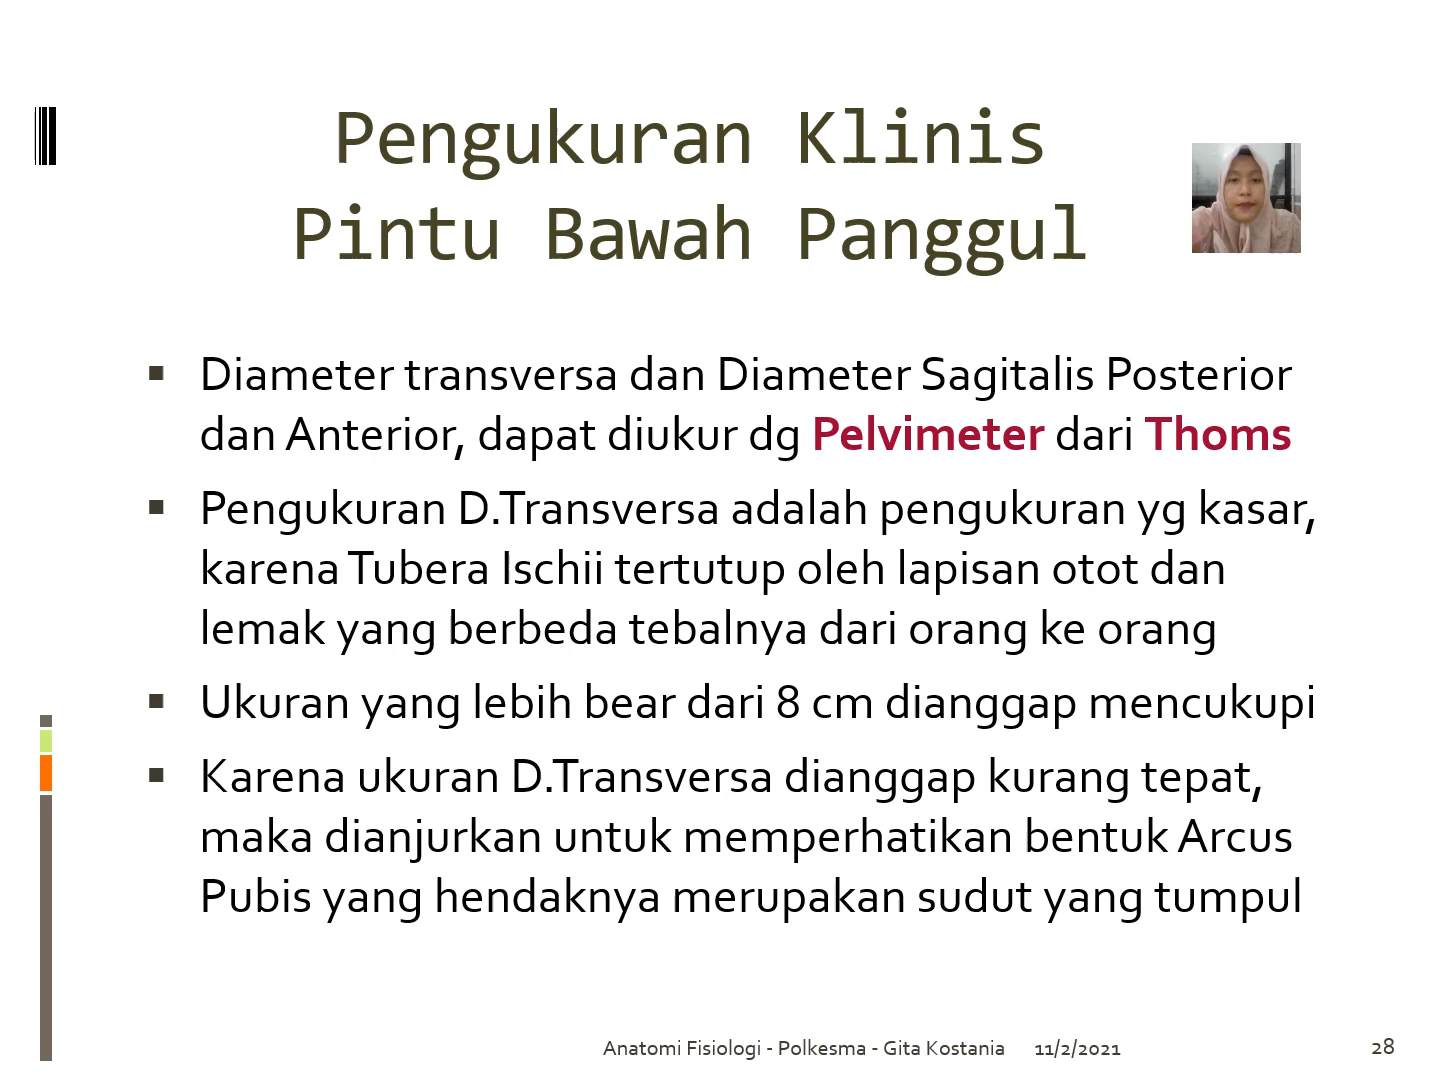 Pengukuran Klinis
Pintu Bawah Panggul
▪ Diameter transversa dan Diameter Sagitalis Posterior
dan Anterior, dapat diukur dg Pelvimeter dari Thoms
▪ Pengukuran D.Transversa adalah pengukuran yg kasar,
karena Tubera Ischii tertutup oleh lapisan otot dan
lemak yang berbeda tebalnya dari orang ke orang
▪ Ukuran yang lebih bear dari 8 cm dianggap mencukupi
▪ Karena ukuran D.Transversa dianggap kurang tepat,
maka dianjurkan untuk memperhatikan bentuk Arcus
Pubis yang hendaknya merupakan sudut yang tumpul
Anatomi Fisiologi - Polkesma - Gita Kostania 11/2/2021 28